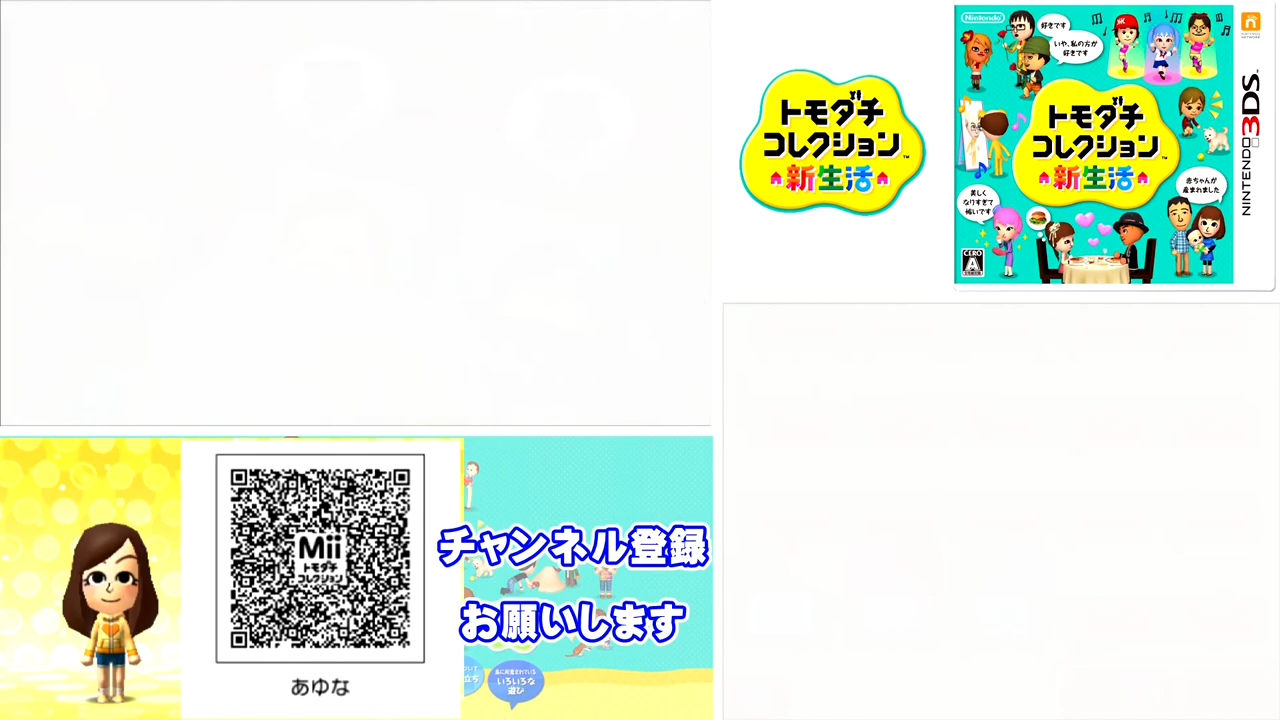 トモダチ
コレクション™
新生活
Nintendo
好きです
いや、私の方が
好きです
トモダチ
コレクション™
新生活
美しく
なりすぎて
怖いです
赤ちゃんが
産まれました
CERO
A
NINTENDO 3DS
Mii
トモダチ
コレクション
あゆな
チャンネル登録
お願いします
いろいろな
遊び